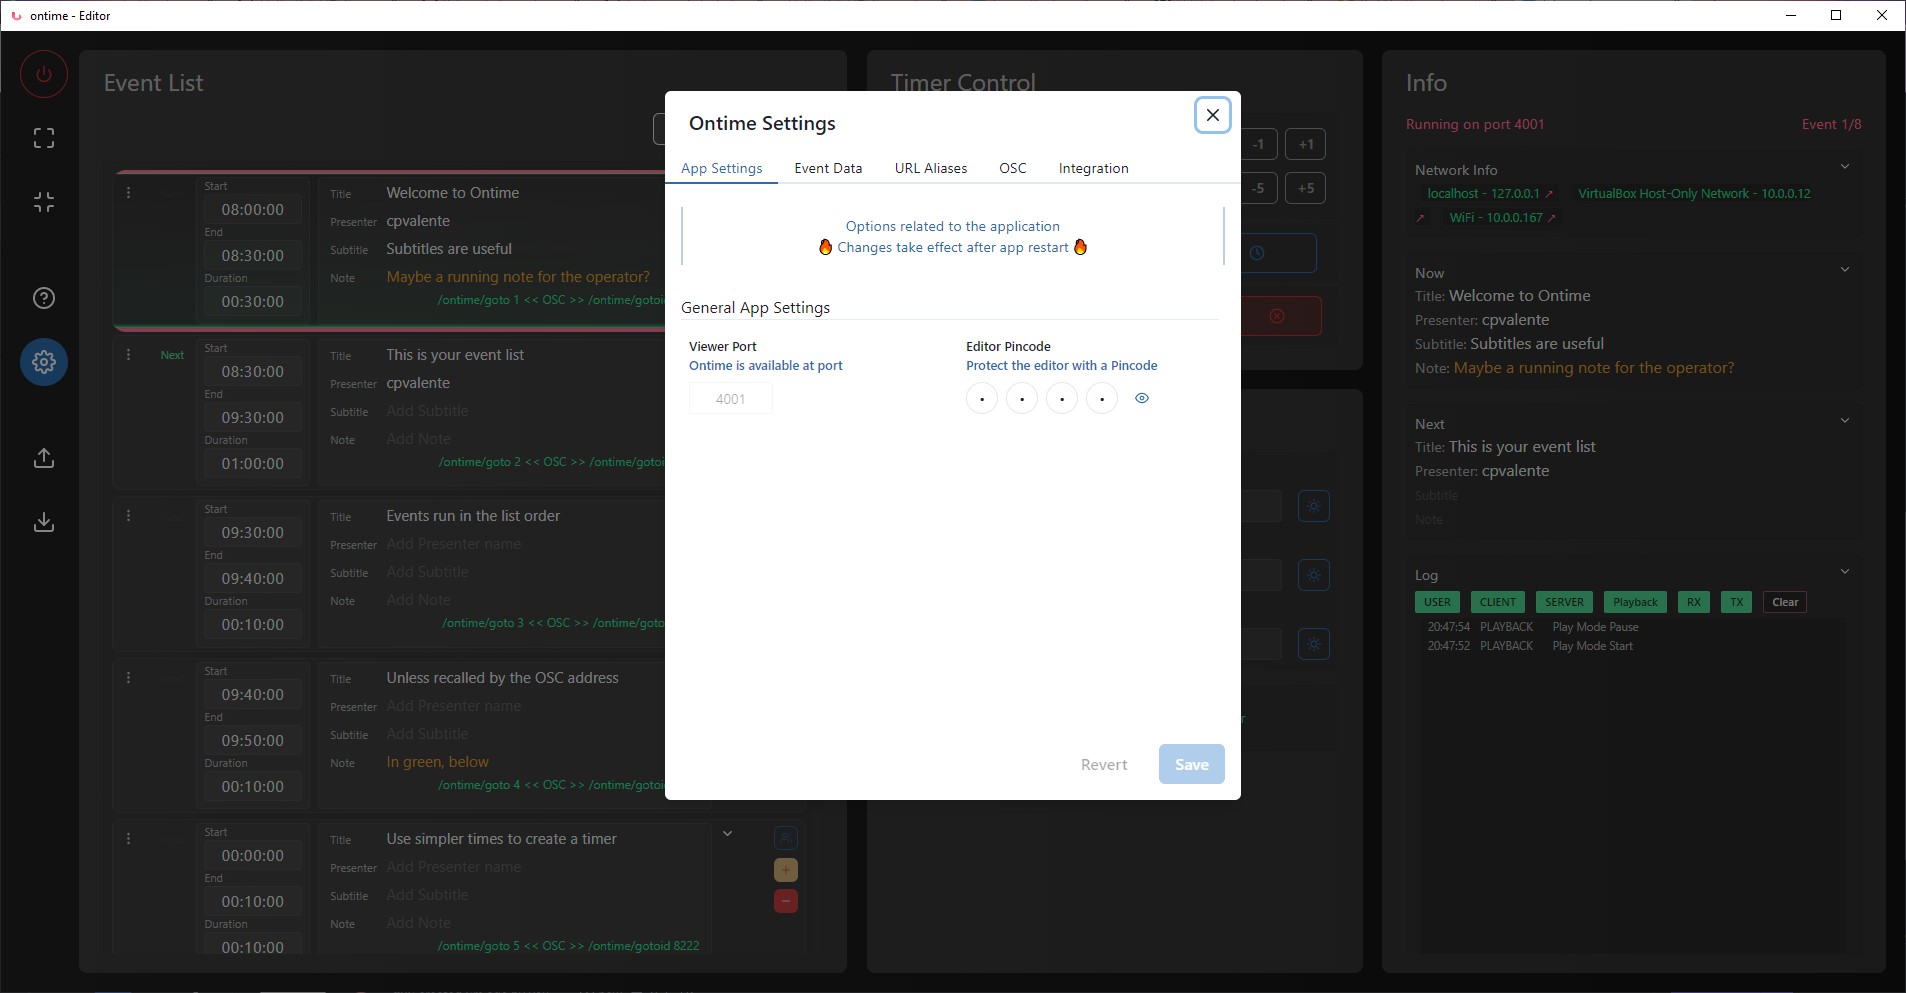 ontime - Editor
Event List
Start
08:00:00
End
08:30:00
Duration
00:30:00
Title Welcome to Ontime
Presenter cpvalente
Subtitle Subtitles are useful
Note Maybe a running note for the operator?
/ontime/goto 1 << OSC >> /ontime/gotoi
Next
Start
08:30:00
End
09:30:00
Duration
01:00:00
Title This is your event list
Presenter cpvalente
Subtitle Add Subtitle
Note Add Note
/ontime/goto 2 << OSC >> /ontime/gotoi
Start
09:30:00
End
09:40:00
Duration
00:10:00
Title Events run in the list order
Presenter Add Presenter name
Subtitle Add Subtitle
Note Add Note
/ontime/goto 3 << OSC >> /ontime/goto
Start
09:40:00
End
09:50:00
Duration
00:10:00
Title Unless recalled by the OSC address
Presenter Add Presenter name
Subtitle Add Subtitle
Note In green, below
/ontime/goto 4 << OSC >> /ontime/gotoi
Start
00:00:00
End
00:10:00
Duration
00:10:00
Title Use simpler times to create a timer
Presenter Add Presenter name
Subtitle Add Subtitle
Note Add Note
/ontime/goto 5 << OSC >> /ontime/gotoid 8222
Timer Control
-1 +1
-5 +5
Ontime Settings
App Settings Event Data URL Aliases OSC Integration
Options related to the application
🔥 Changes take effect after app restart 🔥
General App Settings
Viewer Port
Ontime is available at port
4001
Editor Pincode
Protect the editor with a Pincode
Revert Save
Info
Running on port 4001 Event 1/8
Network Info
localhost - 127.0.0.1 ↗ VirtualBox Host-Only Network - 10.0.0.12
↗ WiFi - 10.0.0.167 ↗
Now
Title: Welcome to Ontime
Presenter: cpvalente
Subtitle: Subtitles are useful
Note: Maybe a running note for the operator?
Next
Title: This is your event list
Presenter: cpvalente
Subtitle
Note
Log
USER CLIENT SERVER Playback RX TX Clear
20:47:54 PLAYBACK Play Mode Pause
20:47:52 PLAYBACK Play Mode Start